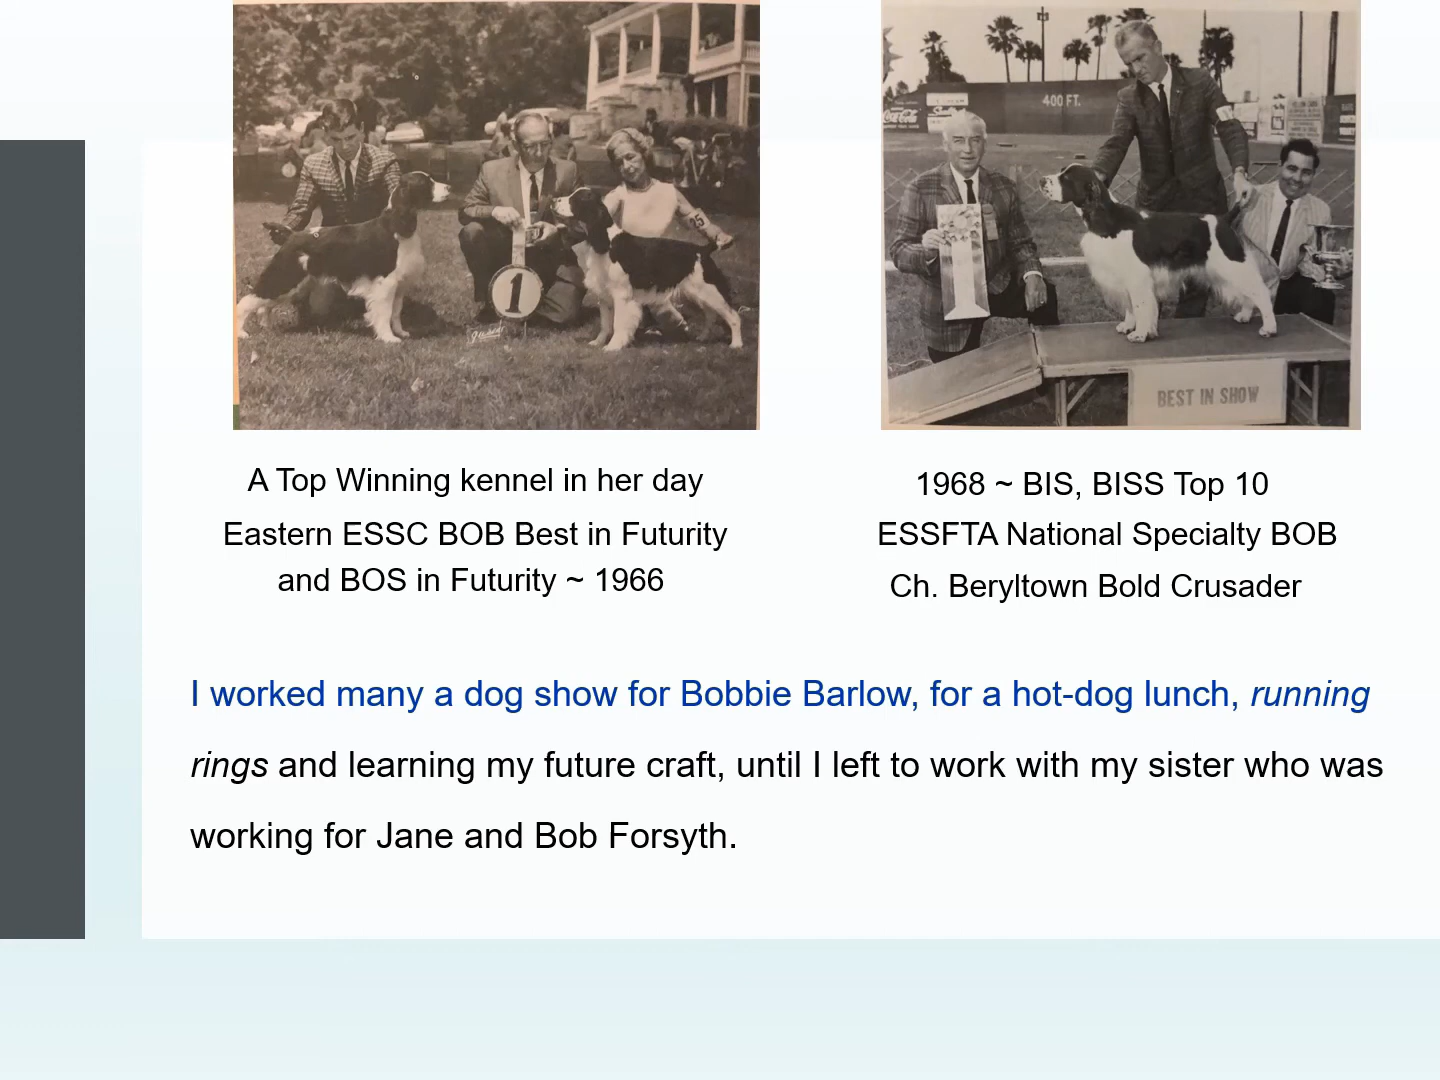 1
400 FT.
Coca-Cola
BEST IN SHOW
A Top Winning kennel in her day
Eastern ESSC BOB Best in Futurity
and BOS in Futurity ~ 1966
1968 ~ BIS, BISS Top 10
ESSFTA National Specialty BOB
Ch. Beryltown Bold Crusader
I worked many a dog show for Bobbie Barlow, for a hot-dog lunch, running
rings and learning my future craft, until I left to work with my sister who was
working for Jane and Bob Forsyth.